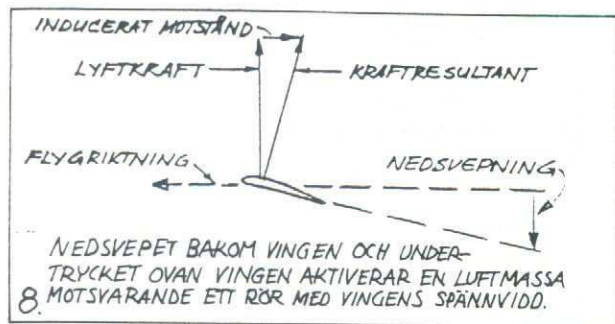 INDUCERAT MOTSTÅND
LYFTKRAFT
KRAFTRESULTANT
FLYGRIKTNING
NEDSVEPNING
NEDSVEPET BAKOM VINGEN OCH UNDER-
TRYCKET OVAN VINGEN AKTIVERAR EN LUFTMASSA
8. MOTSVARANDE ETT RÖR MED VINGENS SPÄNNVIDD.